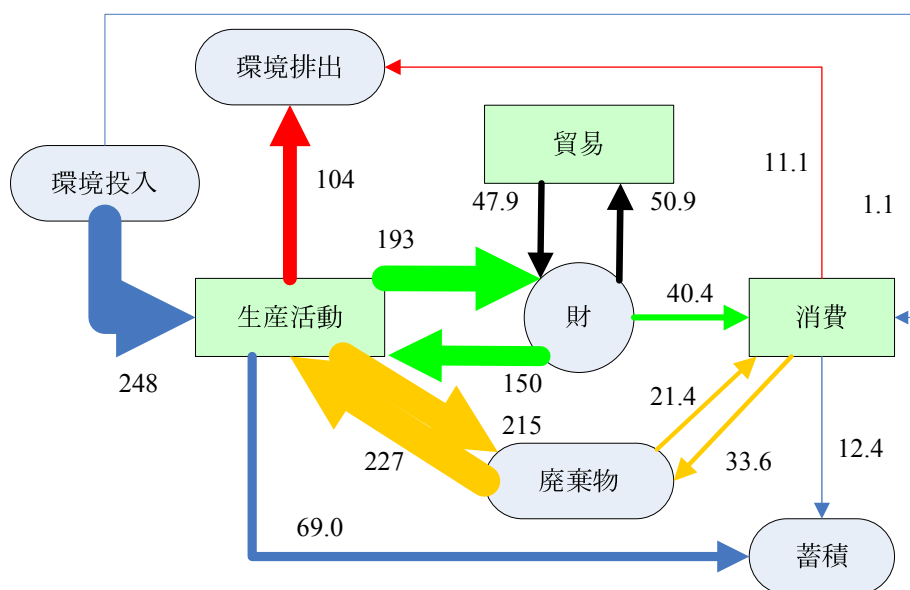 環境排出
貿易
環境投入
104
11.1
47.9
50.9
1.1
193
生産活動
財
40.4
消費
248
150
21.4
215
227
廃棄物
33.6
12.4
69.0
蓄積